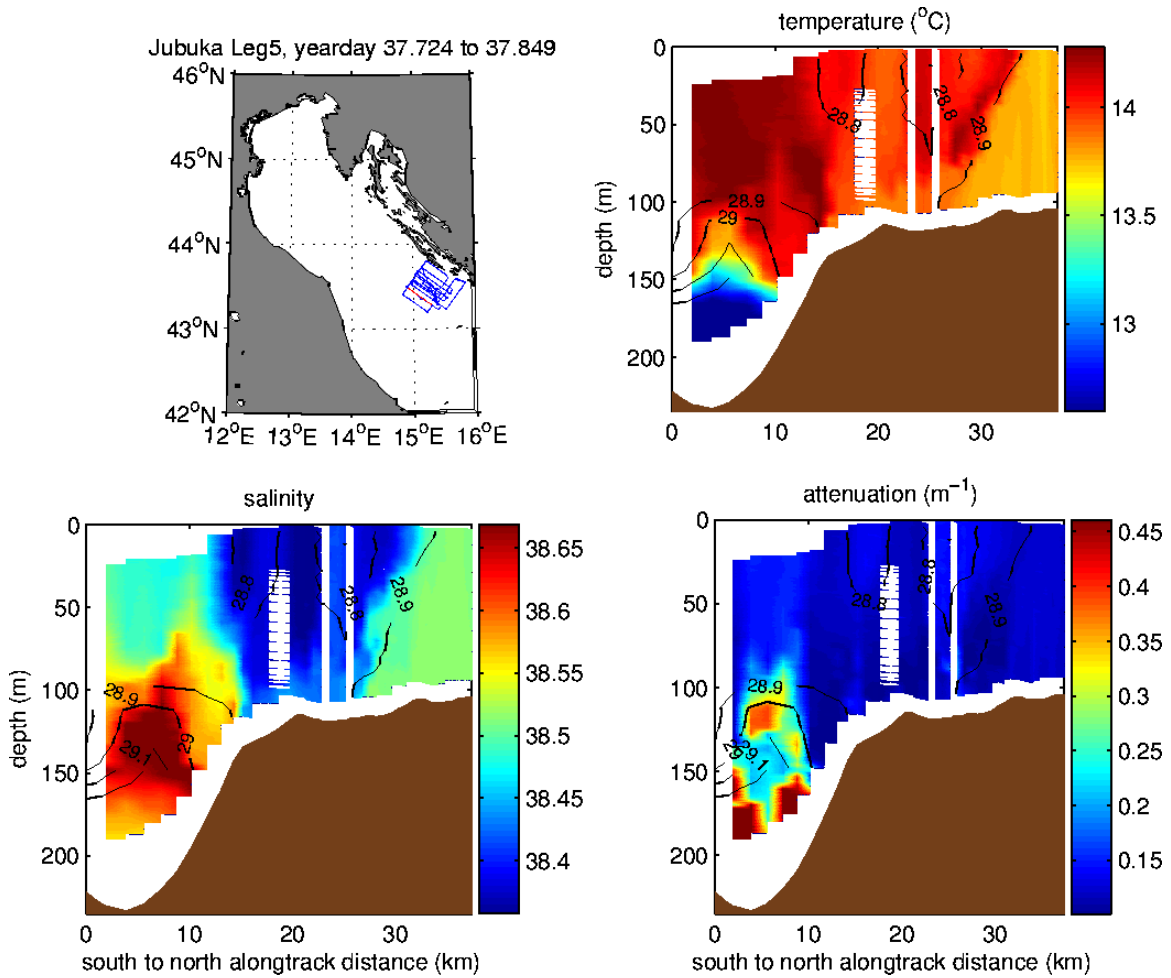 Jubuka Leg5, yearday 37.724 to 37.849
46°N
45°N
44°N
43°N
42°N
12°E 13°E 14°E 15°E 16°E
temperature (°C)
0
50
100
150
200
depth (m)
0 10 20 30
28.8
28.8
28.9
28.9
29
14
13.5
13
salinity
0
50
100
150
200
depth (m)
0 10 20 30
south to north alongtrack distance (km)
28.8
28.8
28.9
28.9
29
29.1
38.65
38.6
38.55
38.5
38.45
38.4
attenuation (m⁻¹)
0
50
100
150
200
0 10 20 30
south to north alongtrack distance (km)
28.8
28.8
28.9
28.9
29
29.1
0.45
0.4
0.35
0.3
0.25
0.2
0.15